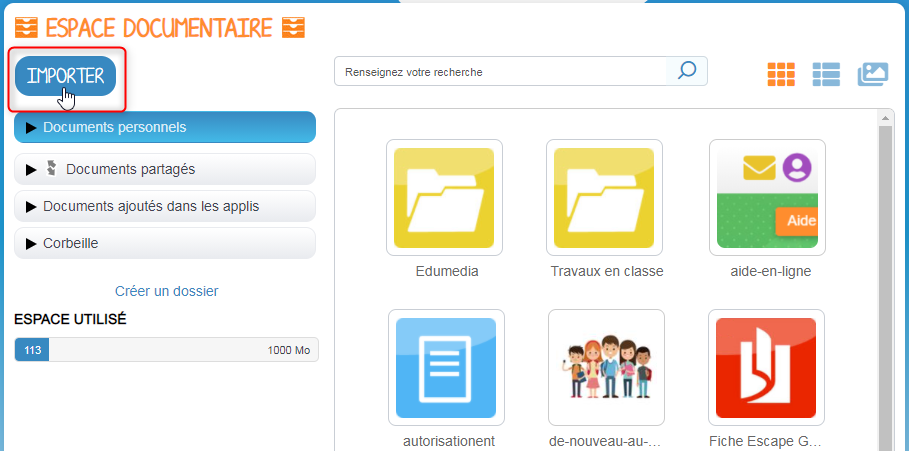 ESPACE DOCUMENTAIRE
IMPORTER
Renseignez votre recherche
Documents personnels
Documents partagés
Documents ajoutés dans les applis
Corbeille
Créer un dossier
ESPACE UTILISÉ
113
1000 Mo
Aide
Edumedia
Travaux en classe
aide-en-ligne
autorisationent
de-nouveau-au-...
Fiche Escape G...